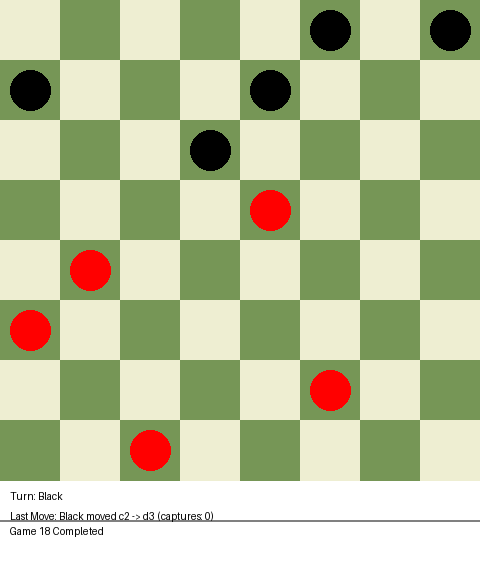 Turn: Black
Last Move: Black moved c2 -> d3 (captures: 0)
Game 18 Completed